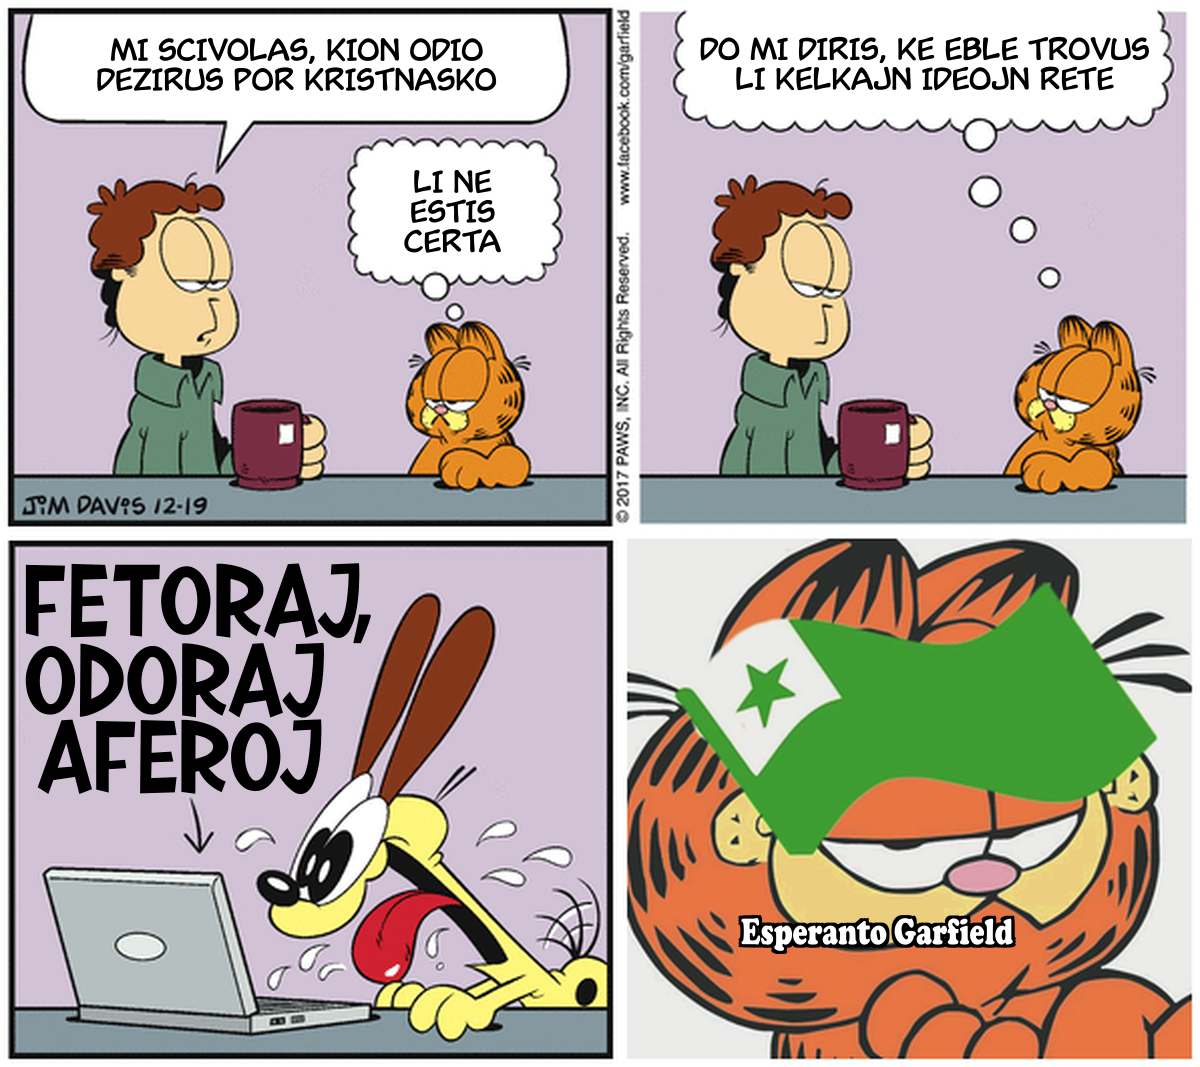 MI SCIVOLAS, KION ODIO
DEZIRUS POR KRISTNASKO
LI NE
ESTIS
CERTA
JIM DAVIS 12-19
© 2017 PAWS, INC. All Rights Reserved. www.facebook.com/garfield
DO MI DIRIS, KE EBLE TROVUS
LI KELKAJN IDEOJN RETE
FETORAJ,
ODORAJ
AFEROJ
Esperanto Garfield